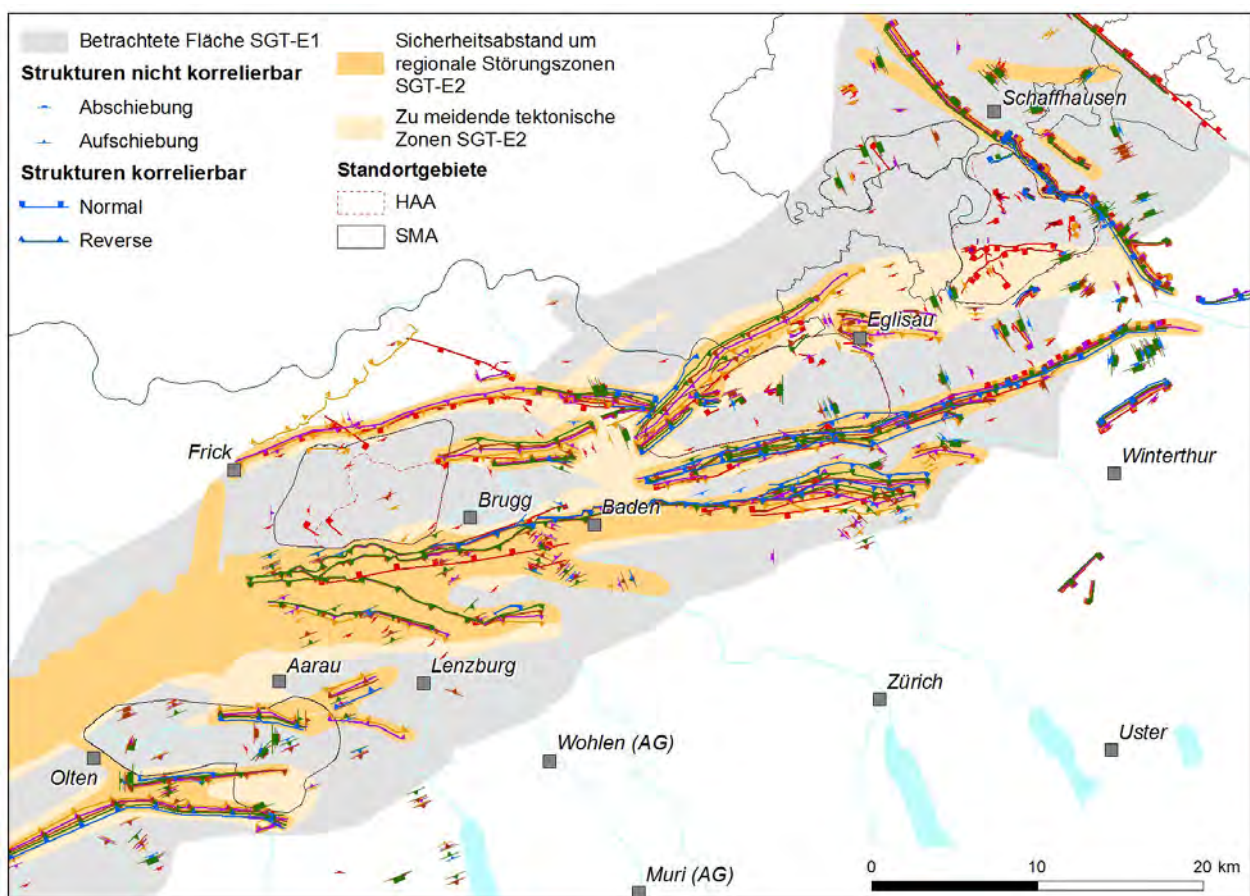 Betrachtete Fläche SGT-E1
Strukturen nicht korrelierbar
Abschiebung
Aufschiebung
Strukturen korrelierbar
Normal
Reverse
Sicherheitsabstand um
regionale Störungszonen
SGT-E2
Zu meidende tektonische
Zonen SGT-E2
Standortgebiete
HAA
SMA
Schaffhausen
Eglisau
Frick
Winterthur
Brugg
Baden
Aarau
Lenzburg
Zürich
Wohlen (AG)
Uster
Olten
Muri (AG)
0 10 20 km